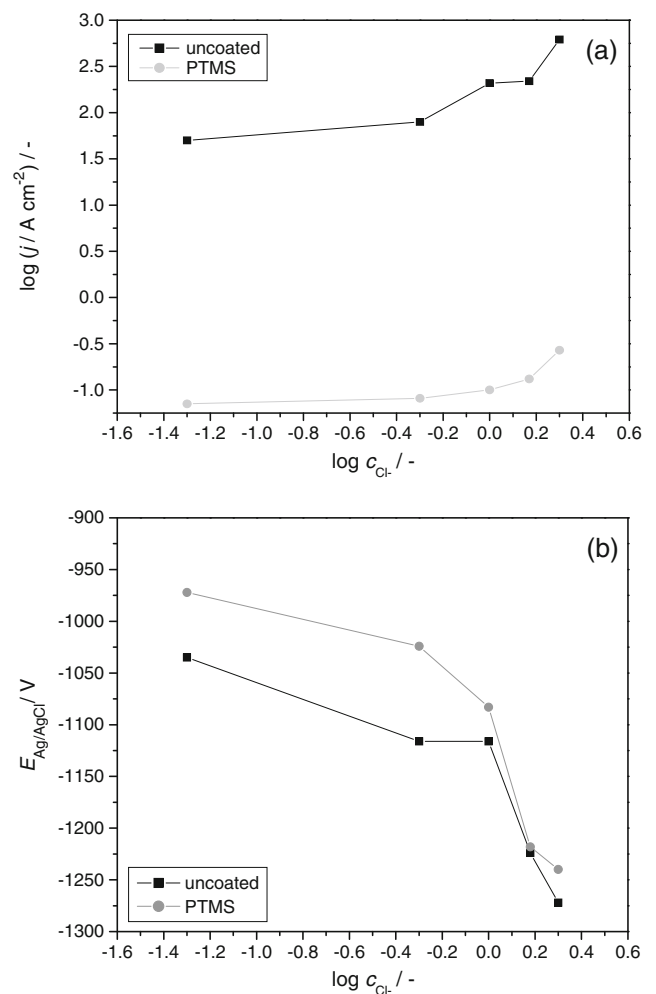 3.0
2.5
2.0
1.5
1.0
0.5
0.0
-0.5
-1.0
log (j / A cm-2) / -
uncoated
PTMS
(a)
-1.6 -1.4 -1.2 -1.0 -0.8 -0.6 -0.4 -0.2 0.0 0.2 0.4 0.6
log cCl- / -
-900
-950
-1000
-1050
-1100
-1150
-1200
-1250
-1300
EAg/AgCl/ V
(b)
uncoated
PTMS
-1.6 -1.4 -1.2 -1.0 -0.8 -0.6 -0.4 -0.2 0.0 0.2 0.4 0.6
log cCl- / -